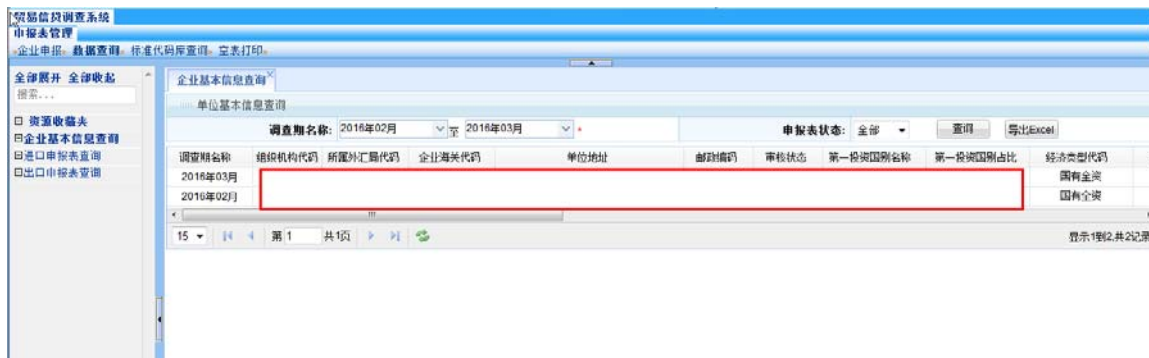 贸易信贷调查系统
申报表管理
企业申报 数据查询 标准代码库查询 空表打印
全部展开 全部收起
搜索...
资源收藏夹
企业基本信息查询
进口申报表查询
出口申报表查询
企业基本信息查询
单位基本信息查询
调查期名称: 2016年02月 至 2016年03月 * 申报表状态: 全部 查询 导出Excel
调查期名称 组织机构代码 所属外汇局代码 企业海关代码 单位地址 邮政编码 审核状态 第一投资国别名称 第一投资国别占比 经济类型代码
2016年03月 国有全资
2016年02月 国有全资
15 第 1 共1页 显示1到2,共2记录